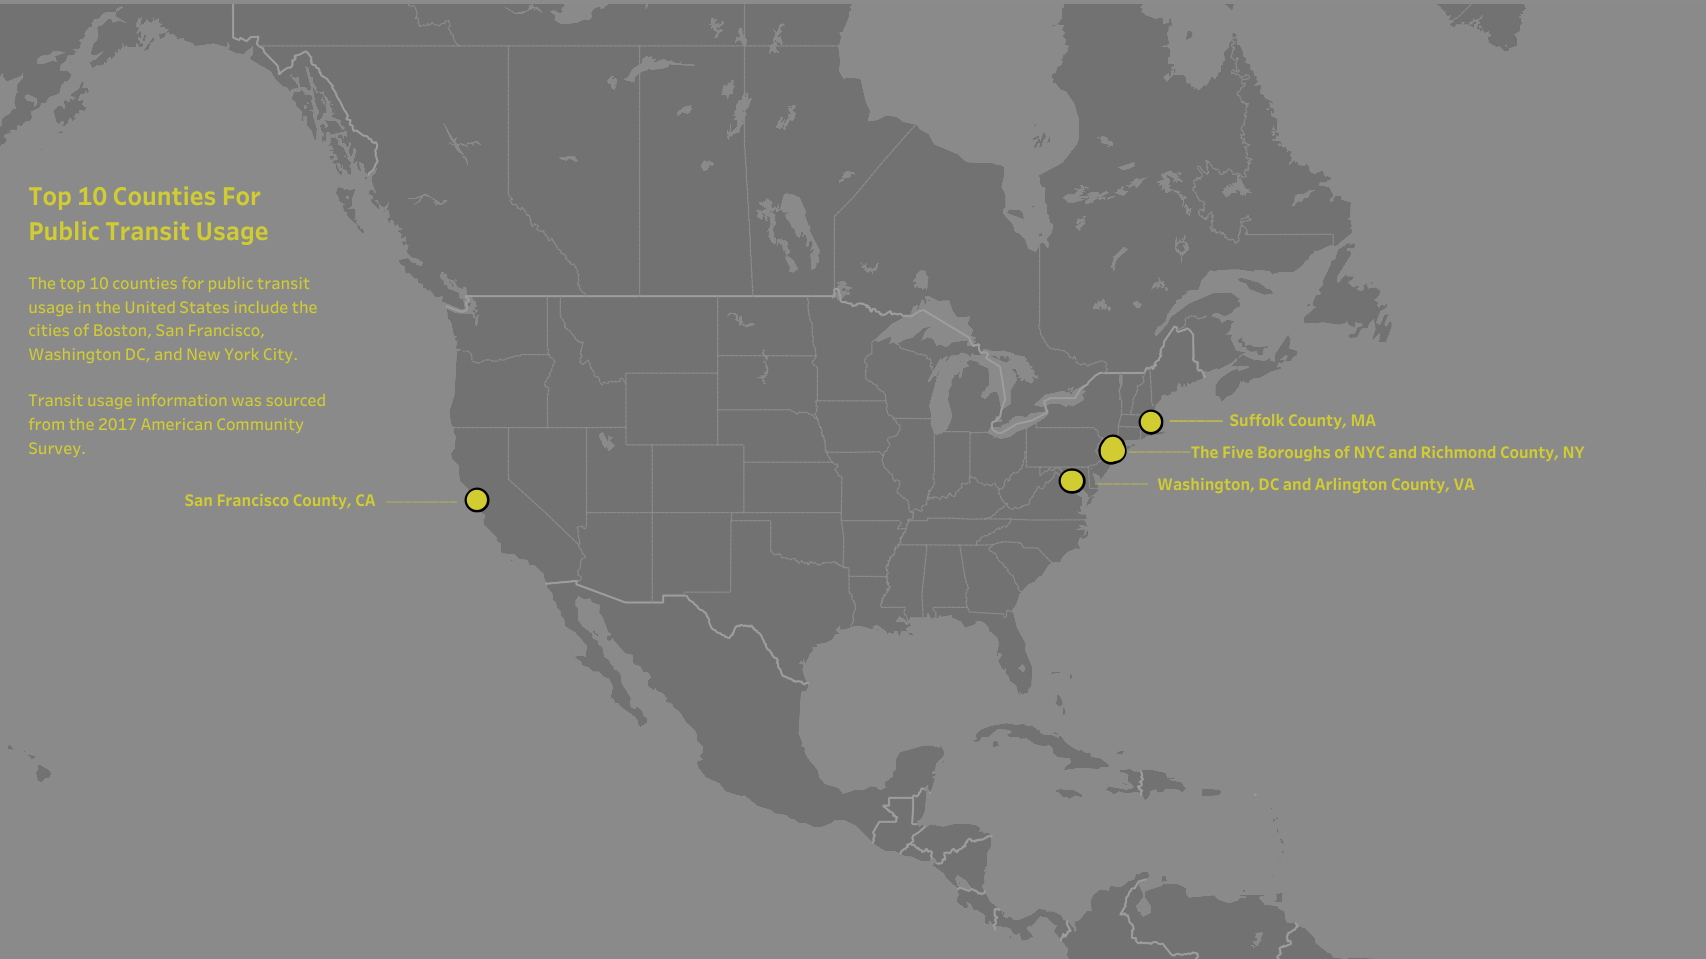 Top 10 Counties For
Public Transit Usage
The top 10 counties for public transit
usage in the United States include the
cities of Boston, San Francisco,
Washington DC, and New York City.
Transit usage information was sourced
from the 2017 American Community
Survey.
Suffolk County, MA
The Five Boroughs of NYC and Richmond County, NY
Washington, DC and Arlington County, VA
San Francisco County, CA